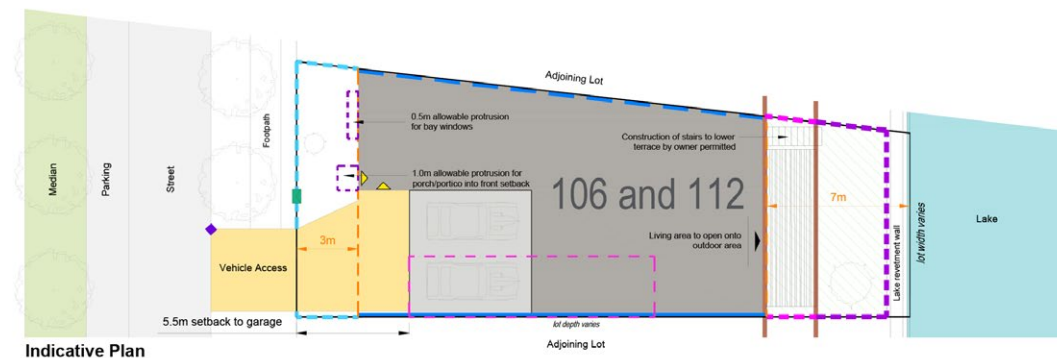 Adjoining Lot
Median
Parking
Street
Footpath
0.5m allowable protrusion
for bay windows
1.0m allowable protrusion for
porch/portico into front setback
Construction of stairs to lower
terrace by owner permitted
106 and 112
7m
Living area to open onto
outdoor area
Lake revetment wall
lot width varies
Lake
3m
Vehicle Access
5.5m setback to garage
lot depth varies
Adjoining Lot
Indicative Plan